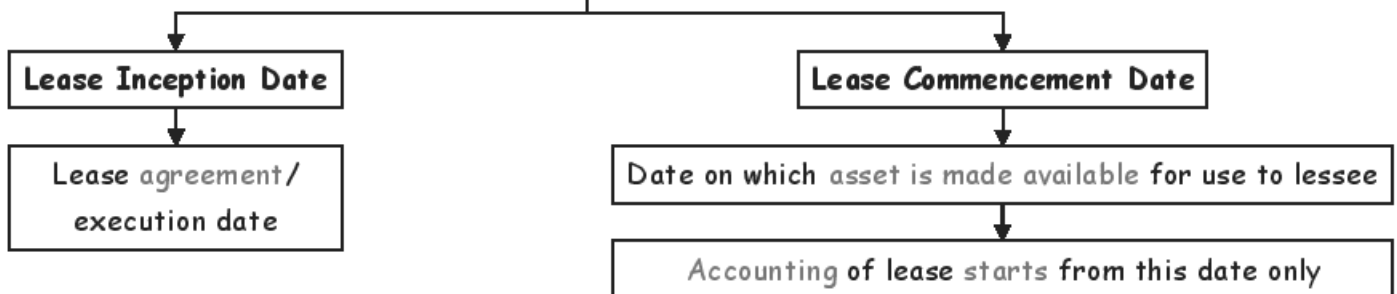 Lease Inception Date
Lease Commencement Date
Lease agreement/
execution date
Date on which asset is made available for use to lessee
Accounting of lease starts from this date only